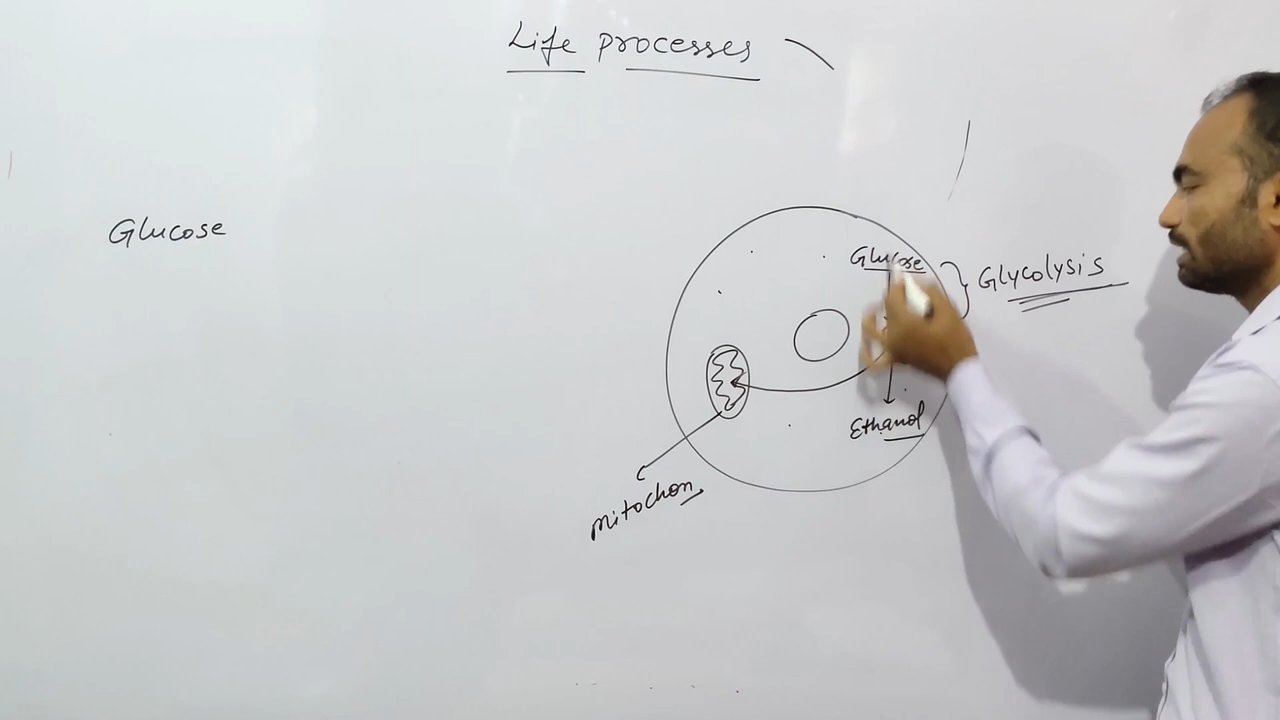 Life processes
Glucose
Glucose
Glycolysis
Ethanol
Mitochon